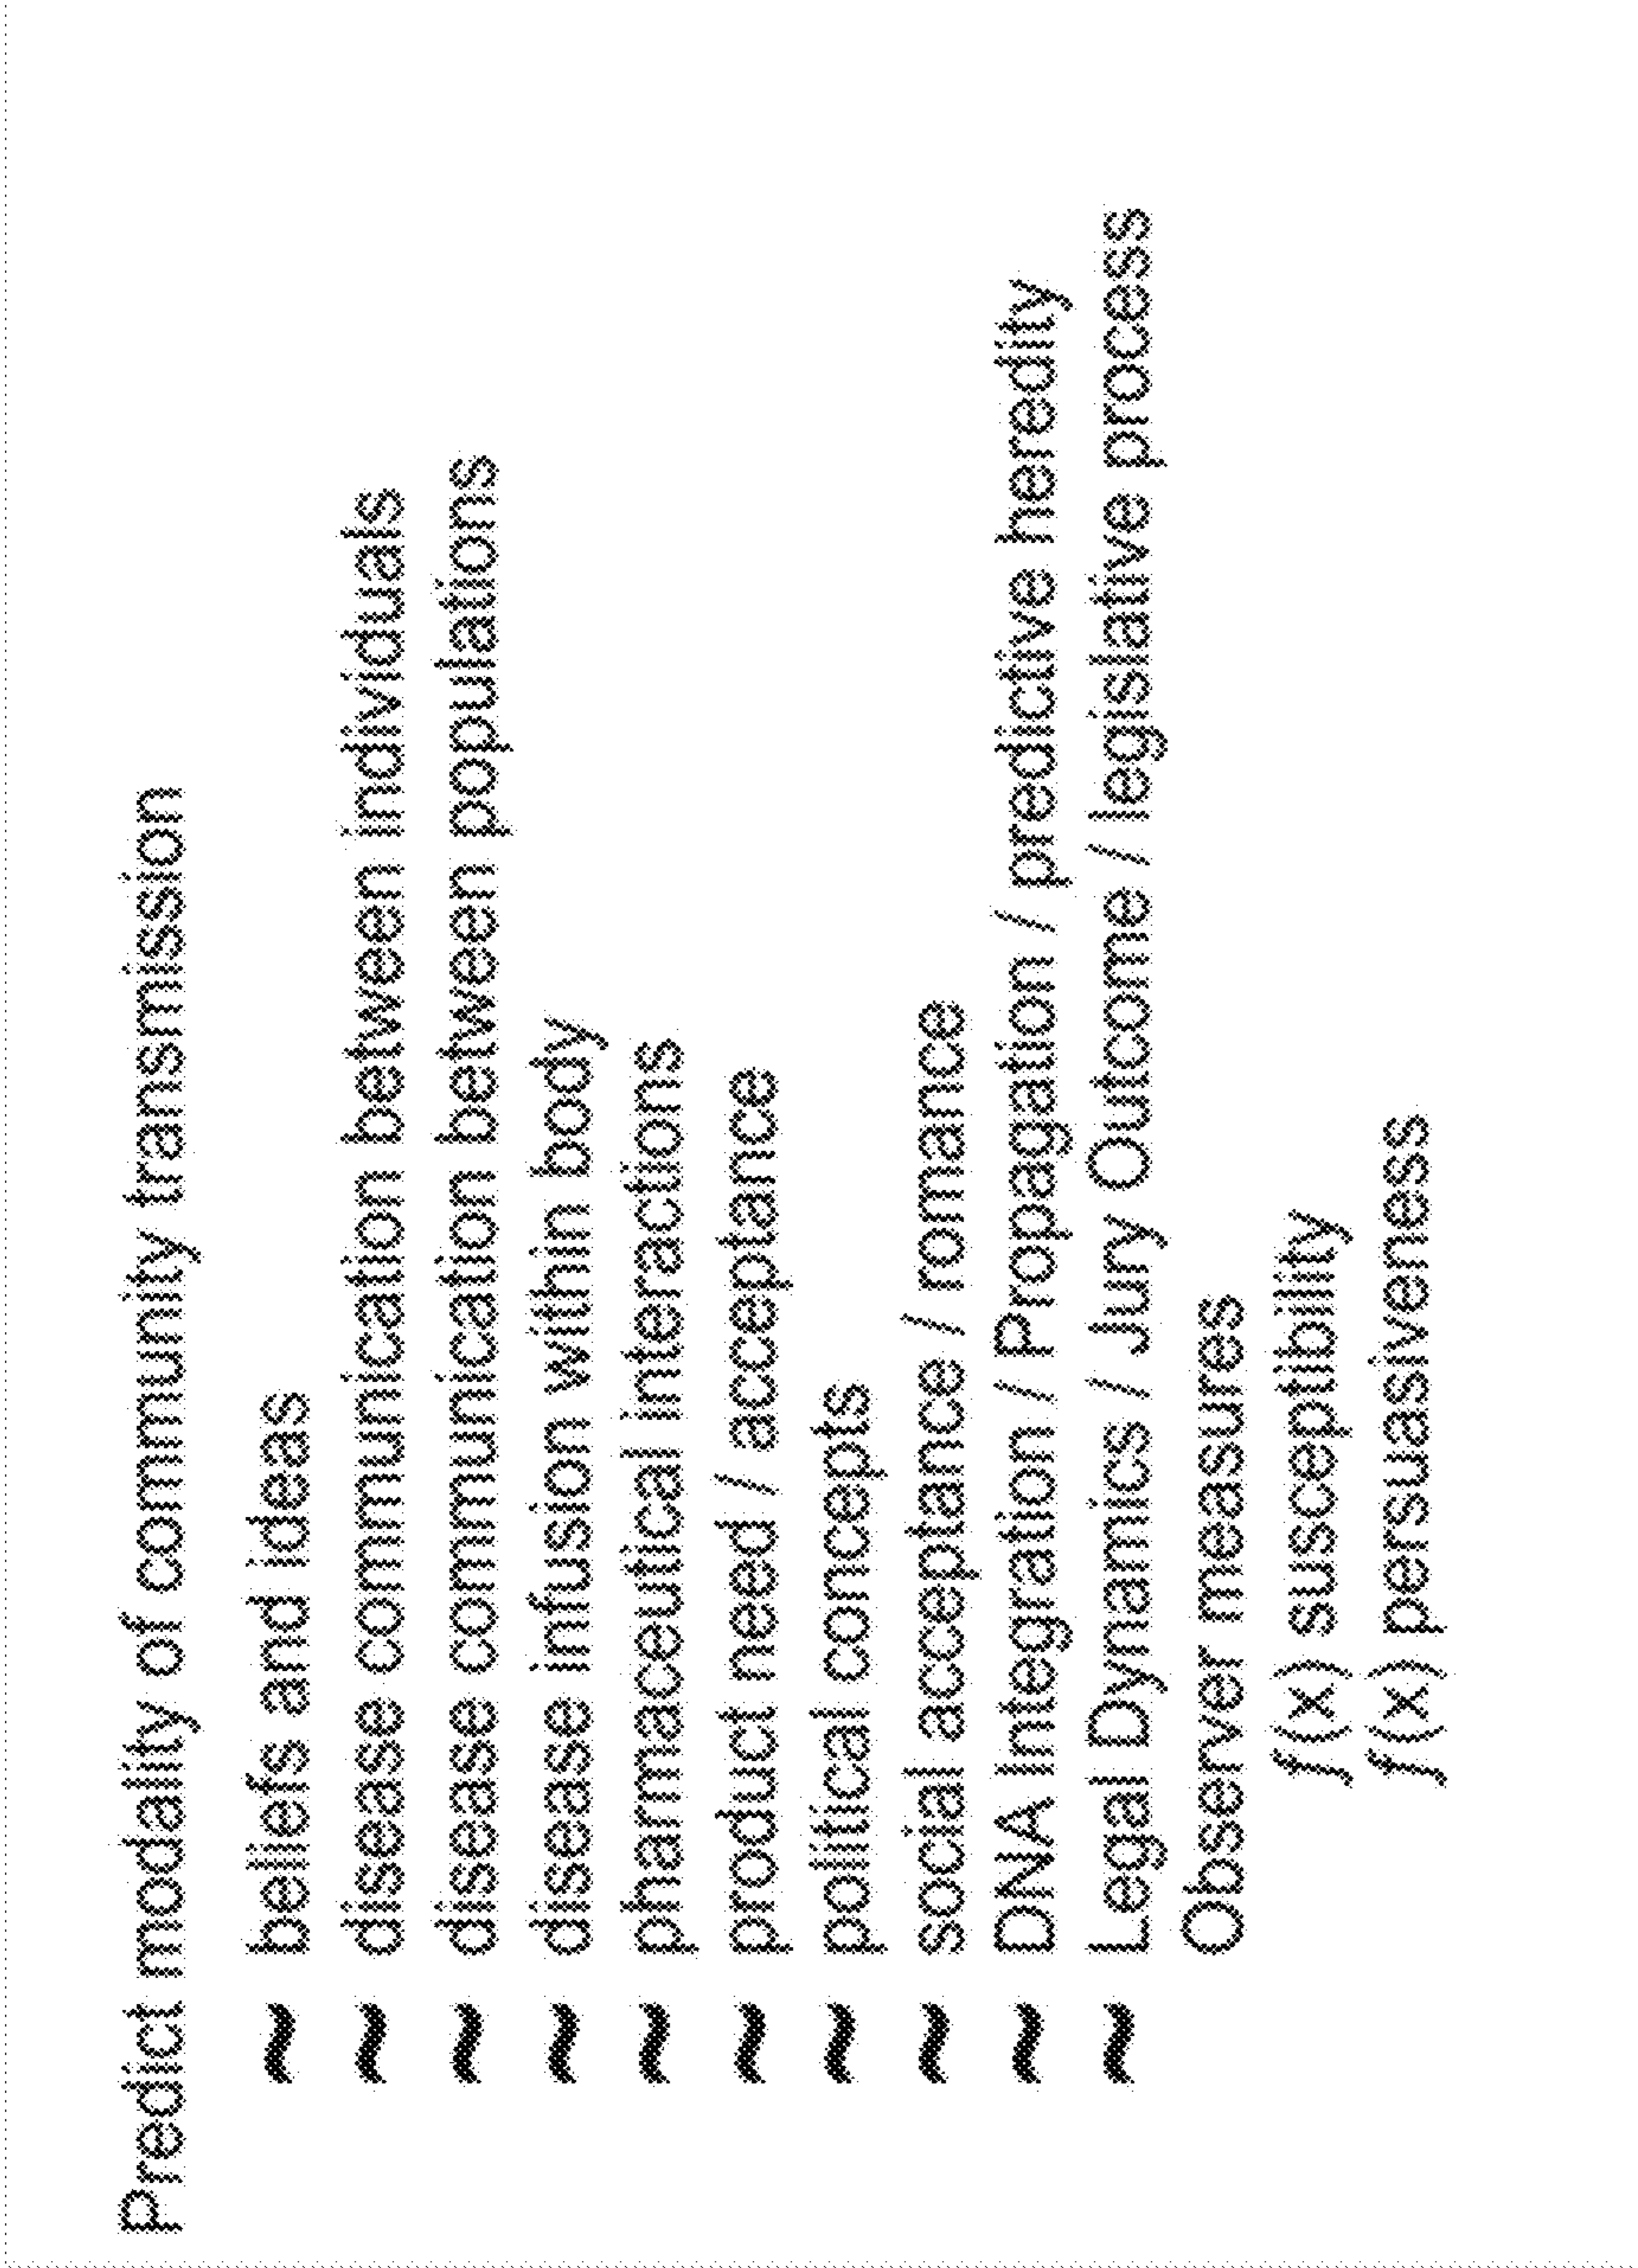 Predict modality of community transmission
~ beliefs and ideas
~ disease communication between individuals
~ disease communication between populations
~ disease infusion within body
~ pharmaceutical interactions
~ product need / acceptance
~ political concepts
~ social acceptance / romance
~ DNA Integration / Propagation / predictive heredity
~ Legal Dynamics / Jury Outcome / legislative process
Observer measures
f(x) susceptibility
f(x) persuasiveness